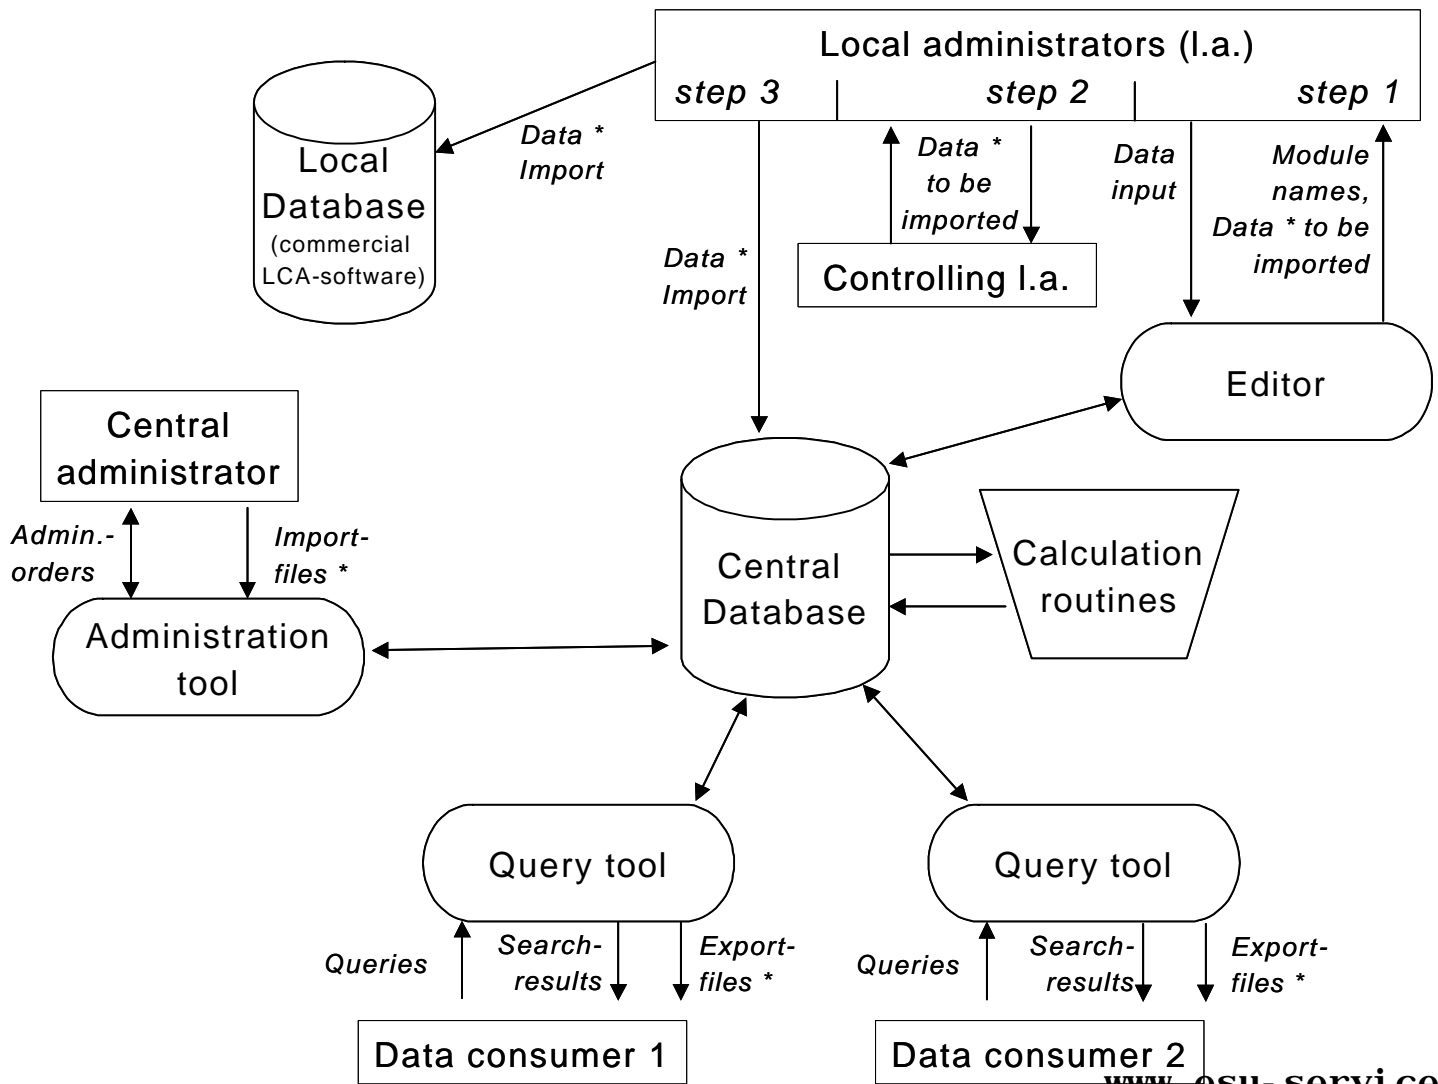 Local administrators (l.a.)
step 3
step 2
step 1
Data *
Import
Local
Database
(commercial
LCA-software)
Data *
to be
imported
Data
input
Module
names,
Data * to be
imported
Data *
Import
Controlling l.a.
Editor
Central
administrator
Admin.-
orders
Import-
files *
Administration
tool
Central
Database
Calculation
routines
Query tool
Query tool
Queries
Search-
results
Export-
files *
Queries
Search-
results
Export-
files *
Data consumer 1
Data consumer 2